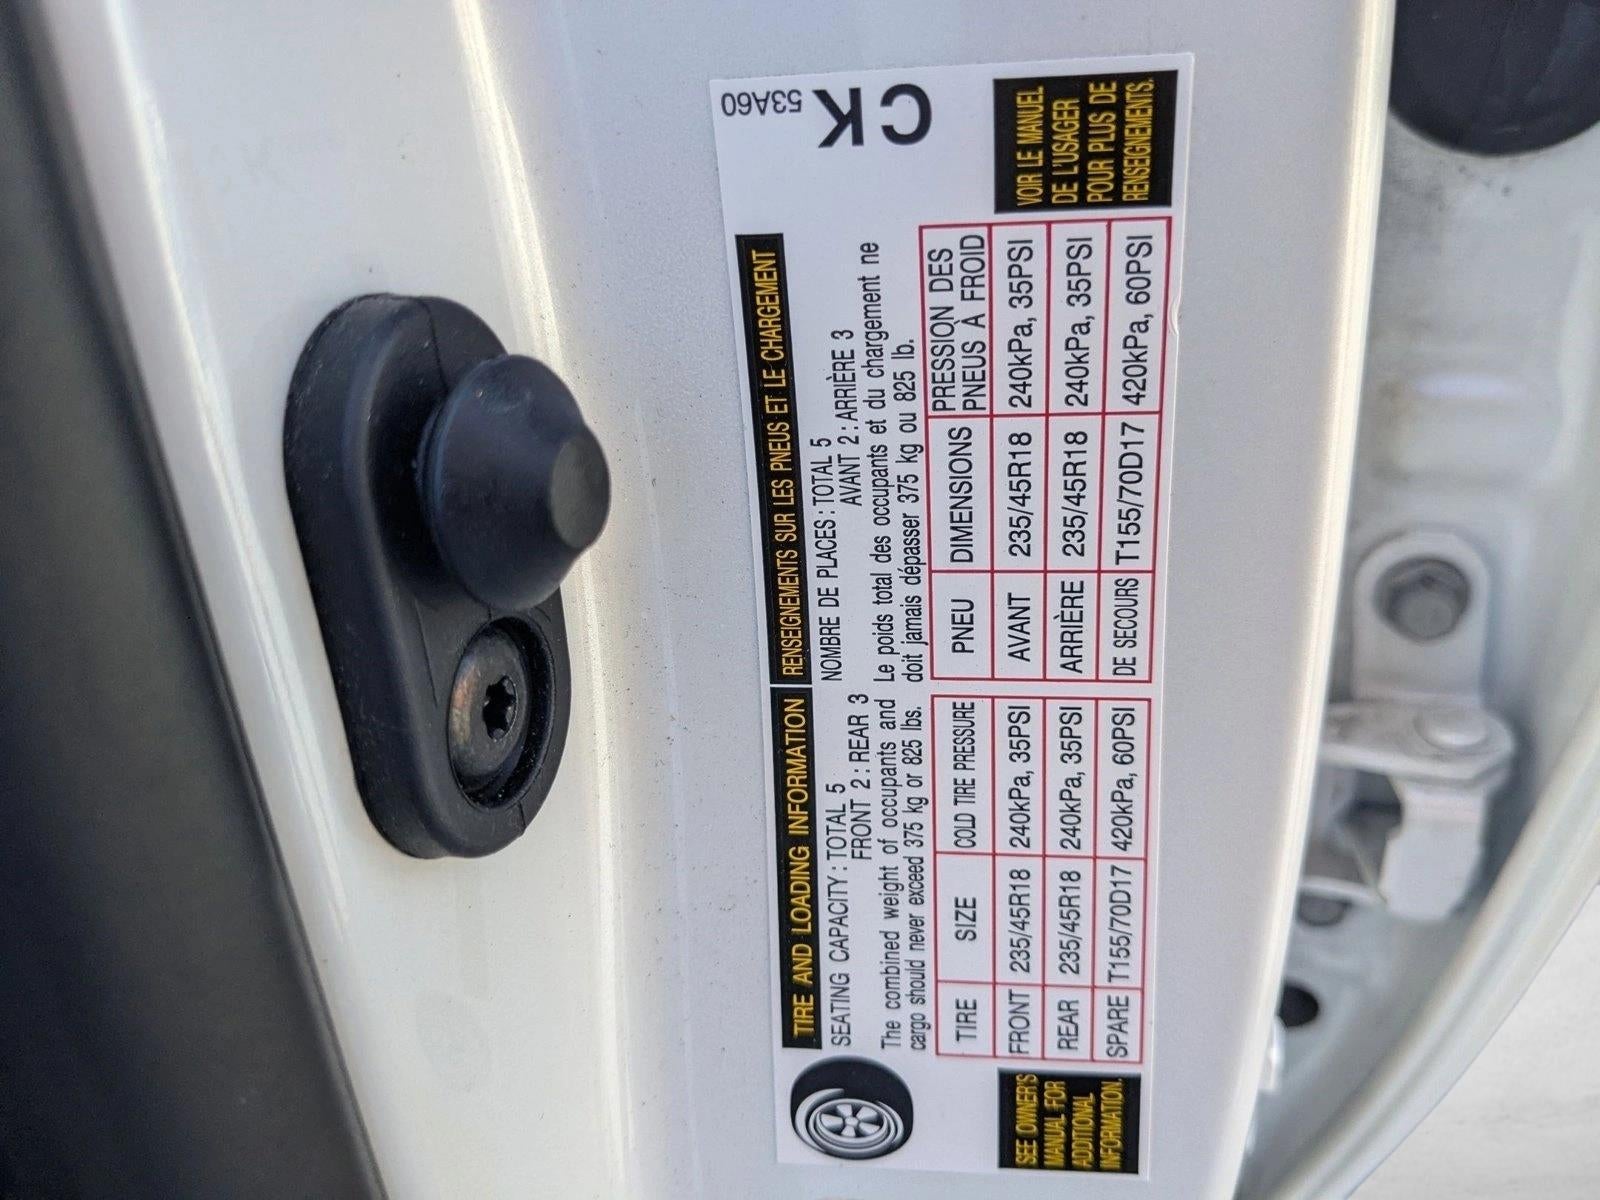 TIRE AND LOADING INFORMATION
SEATING CAPACITY : TOTAL 5
FRONT 2 : REAR 3
The combined weight of occupants and
cargo should never exceed 375 kg or 825 lbs.
TIRE SIZE COLD TIRE PRESSURE
FRONT 235/45R18 240kPa, 35PSI
REAR 235/45R18 240kPa, 35PSI
SPARE T155/70D17 420kPa, 60PSI
SEE OWNER'S
MANUAL FOR
ADDITIONAL
INFORMATION.
RENSEIGNEMENTS SUR LES PNEUS ET LE CHARGEMENT
NOMBRE DE PLACES : TOTAL 5
AVANT 2 : ARRIÈRE 3
Le poids total des occupants et du chargement ne
doit jamais dépasser 375 kg ou 825 lb.
PNEU DIMENSIONS PRESSION DES
PNEUS À FROID
AVANT 235/45R18 240kPa, 35PSI
ARRIÈRE 235/45R18 240kPa, 35PSI
DE SECOURS T155/70D17 420kPa, 60PSI
VOIR LE MANUEL
DE L'USAGER
POUR PLUS DE
RENSEIGNEMENTS.
53A60
CK